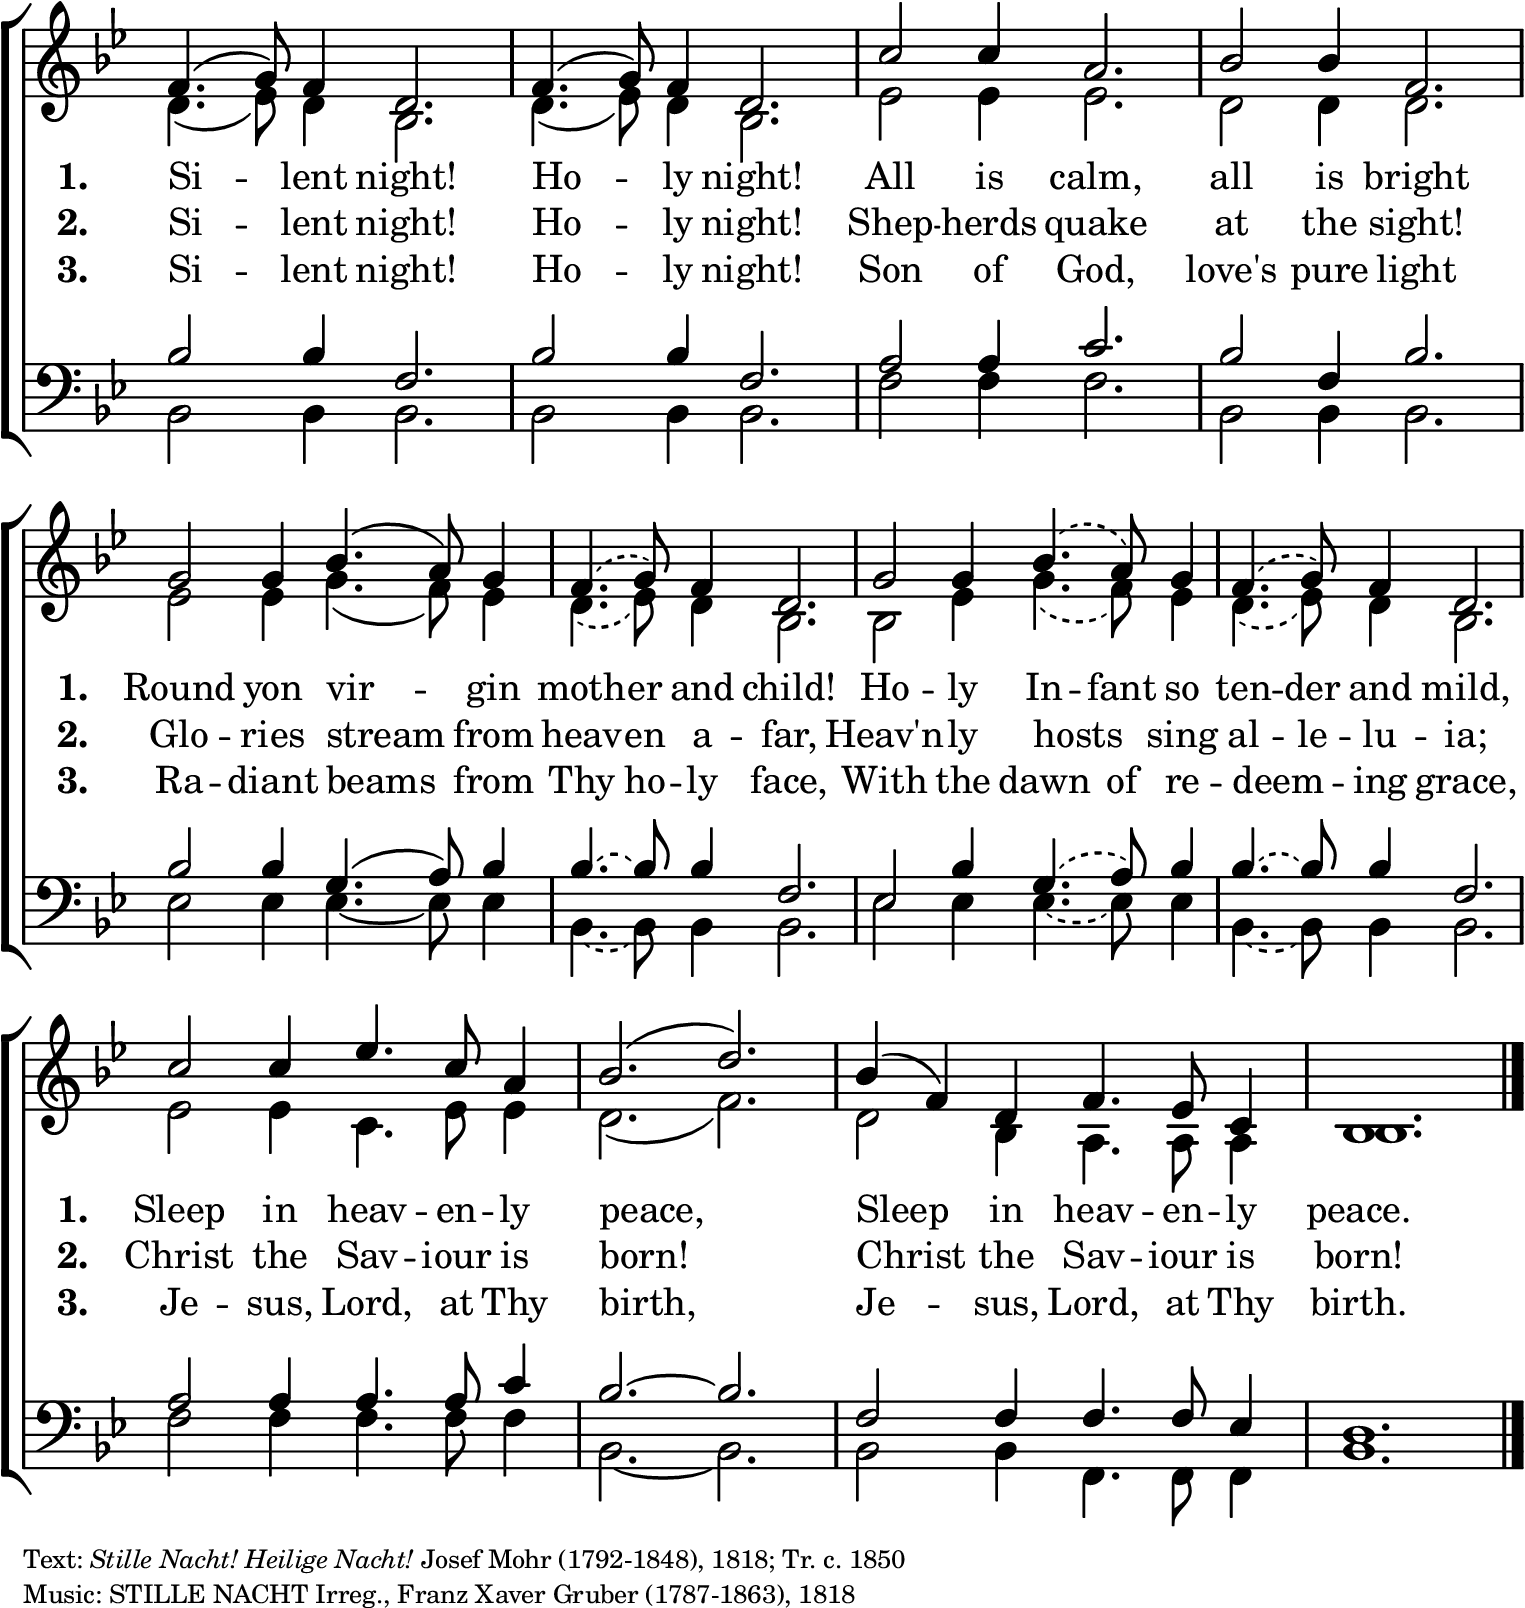 1. Si - lent night! Ho - ly night! All is calm, all is bright
2. Si - lent night! Ho - ly night! Shep - herds quake at the sight!
3. Si - lent night! Ho - ly night! Son of God, love's pure light
1. Round yon vir - gin mother and child! Ho - ly In - fant so ten - der and mild,
2. Glo - ries stream from heaven a - far, Heav'nly hosts sing al - le - lu - ia;
3. Ra - diant beams from Thy ho - ly face, With the dawn of re - deem - ing grace,
1. Sleep in heav - en - ly peace, Sleep in heav - en - ly peace.
2. Christ the Sav - iour is born! Christ the Sav - iour is born!
3. Je - sus, Lord, at Thy birth, Je - sus, Lord, at Thy birth.
Text: Stille Nacht! Heilige Nacht! Josef Mohr (1792-1848), 1818; Tr. c. 1850
Music: STILLE NACHT Irreg., Franz Xaver Gruber (1787-1863), 1818